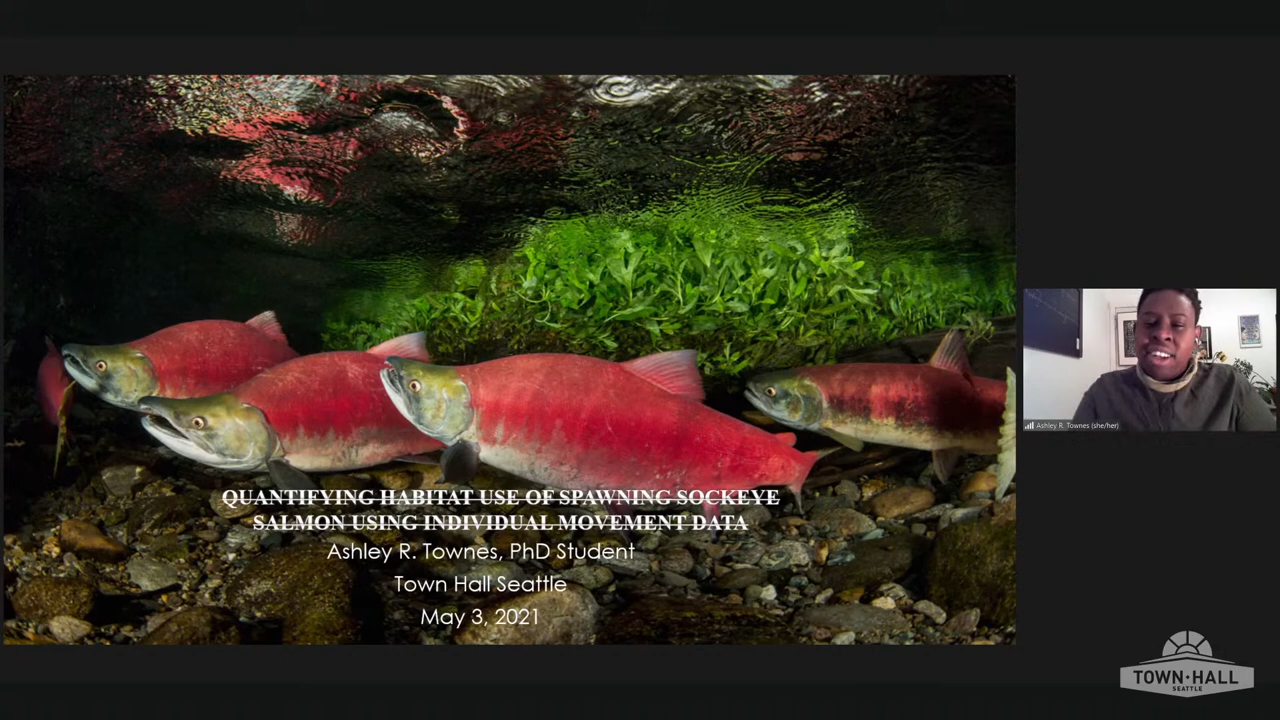 QUANTIFYING HABITAT USE OF SPAWNING SOCKEYE
SALMON USING INDIVIDUAL MOVEMENT DATA
Ashley R. Townes, PhD Student
Town Hall Seattle
May 3, 2021
Ashley R. Townes (she/her)
TOWN·HALL
SEATTLE